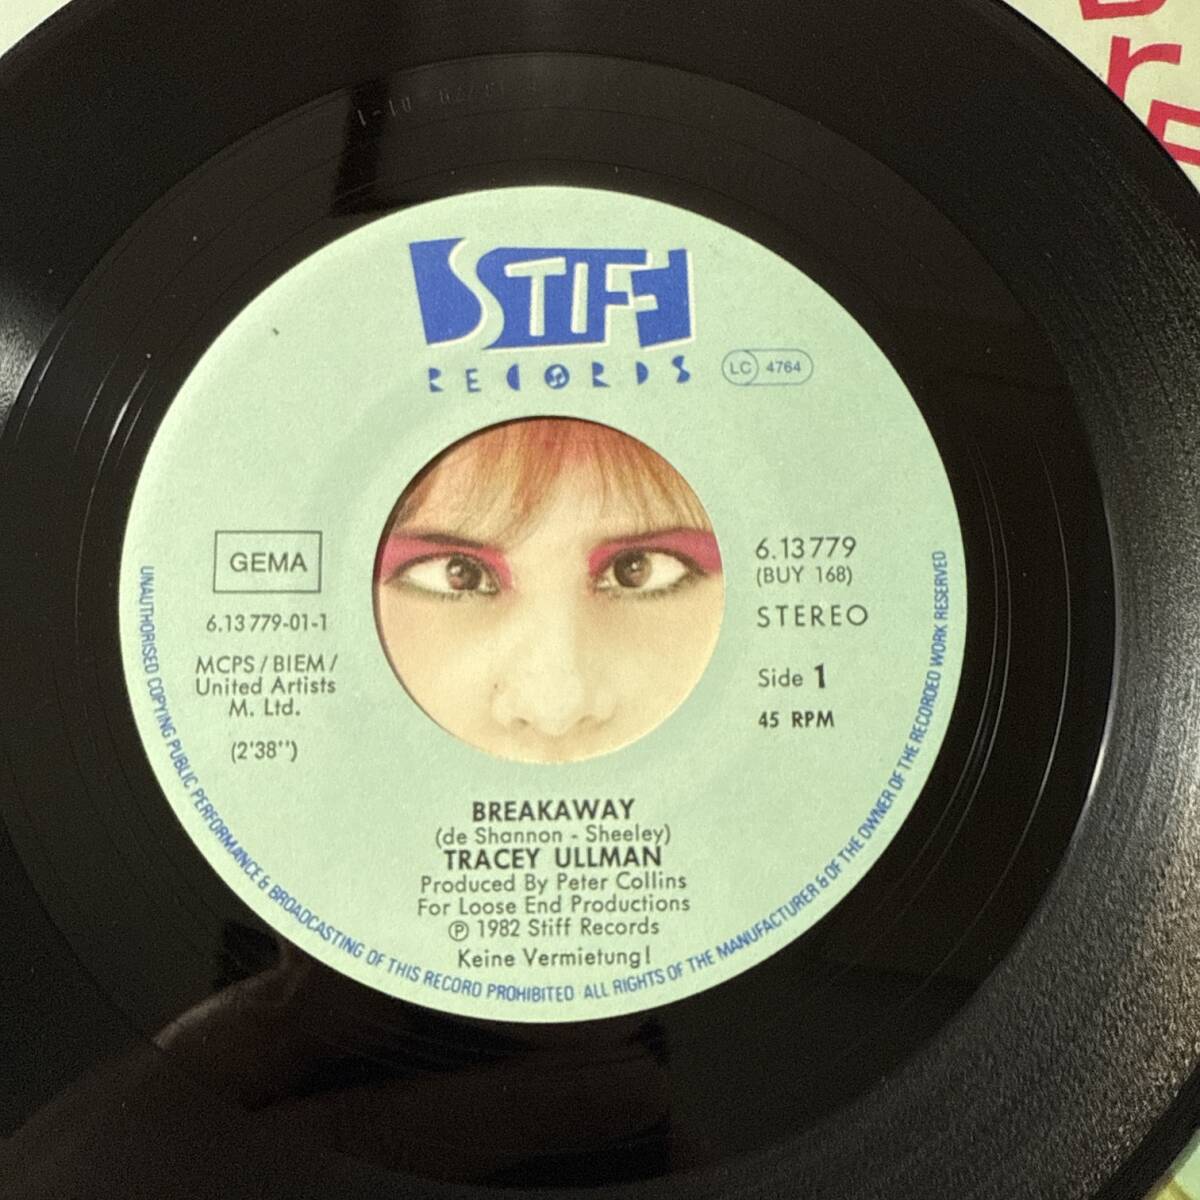 STIFF
RECORDS
LC 4764
GEMA
6.13 779-01-1
MCPS / BIEM /
United Artists
M. Ltd.
(2'38'')
6.13779
(BUY 168)
STEREO
Side 1
45 RPM
BREAKAWAY
(de Shannon - Sheeley)
TRACEY ULLMAN
Produced By Peter Collins
For Loose End Productions
℗ 1982 Stiff Records
Keine Vermietung!
UNAUTHORISED COPYING PUBLIC PERFORMANCE & BROADCASTING OF THIS RECORD PROHIBITED ALL RIGHTS OF THE MANUFACTURER & OF THE OWNER OF THE RECORDED WORK RESERVED